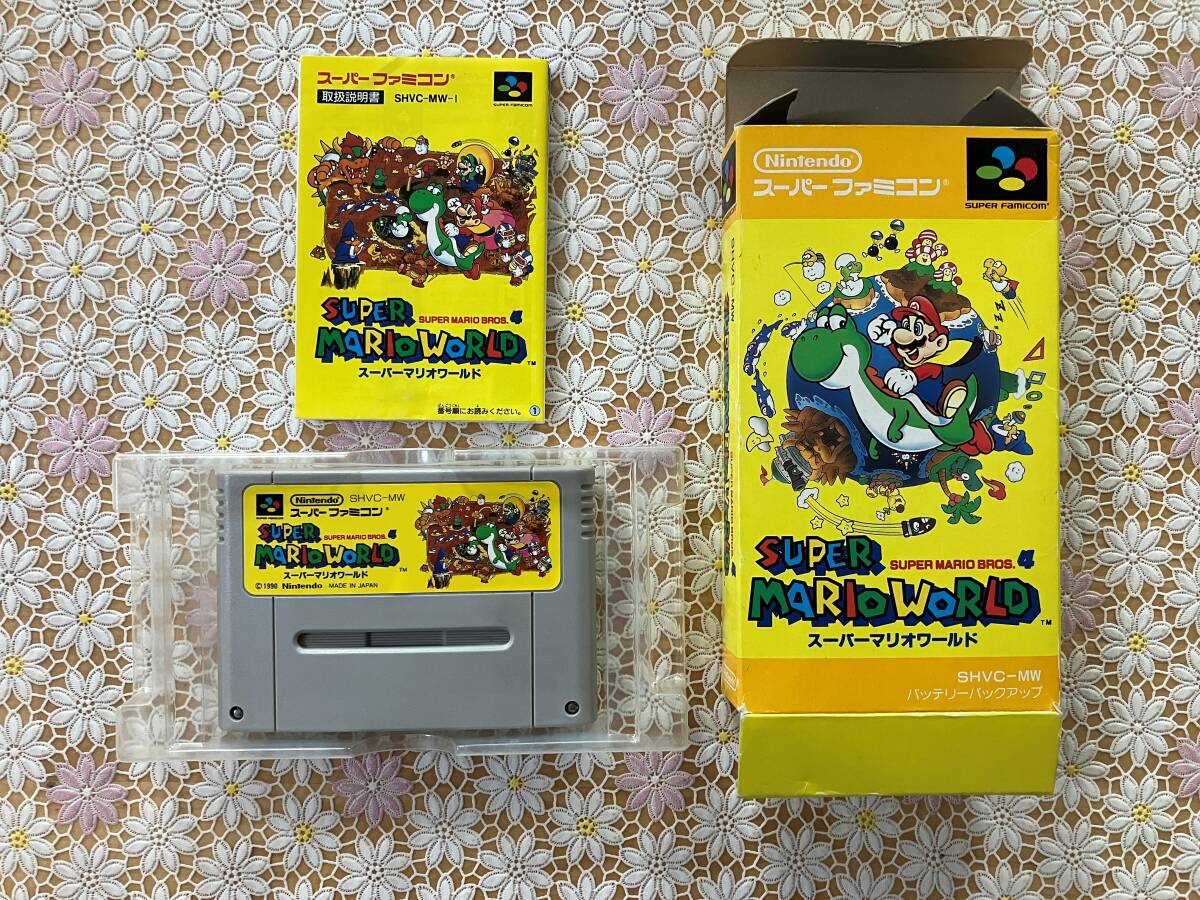 スーパーファミコン®
取扱説明書 SHVC-MW-1
SUPER FAMICOM
SUPER
SUPER MARIO BROS. 4
MARIO WORLD™
スーパーマリオワールド
番号順にお読みください。①
Nintendo SHVC-MW
スーパーファミコン®
SUPER
SUPER MARIO BROS. 4
MARIO WORLD™
スーパーマリオワールド
©1990 Nintendo MADE IN JAPAN
Nintendo
スーパーファミコン®
SUPER FAMICOM®
SHVC-MW
SUPER
SUPER MARIO BROS. 4
MARIO WORLD™
スーパーマリオワールド
SHVC-MW
バッテリーバックアップ